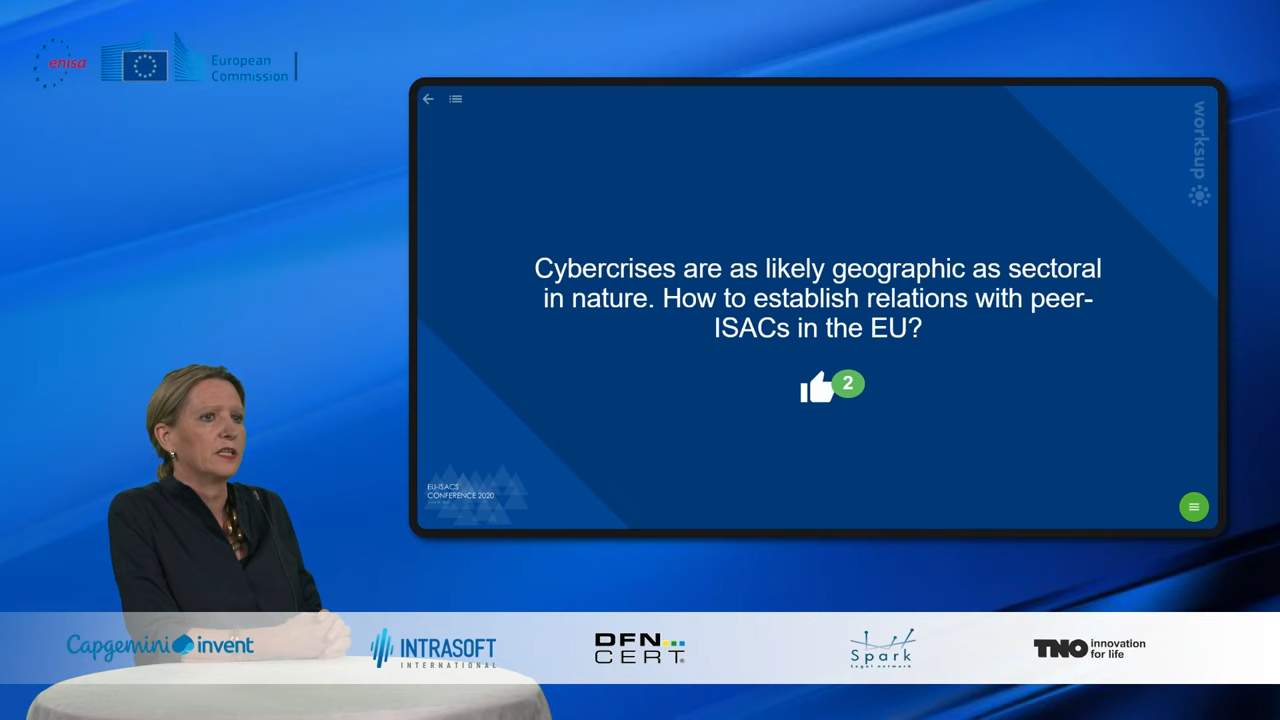 enisa
European
Commission
worksup
Cybercrises are as likely geographic as sectoral
in nature. How to establish relations with peer-
ISACs in the EU?
2
EU-ISACS
CONFERENCE 2020
Capgemini invent
INTRASOFT
INTERNATIONAL
DFN
CERT®
Spark
Legal network
TNO innovation
for life